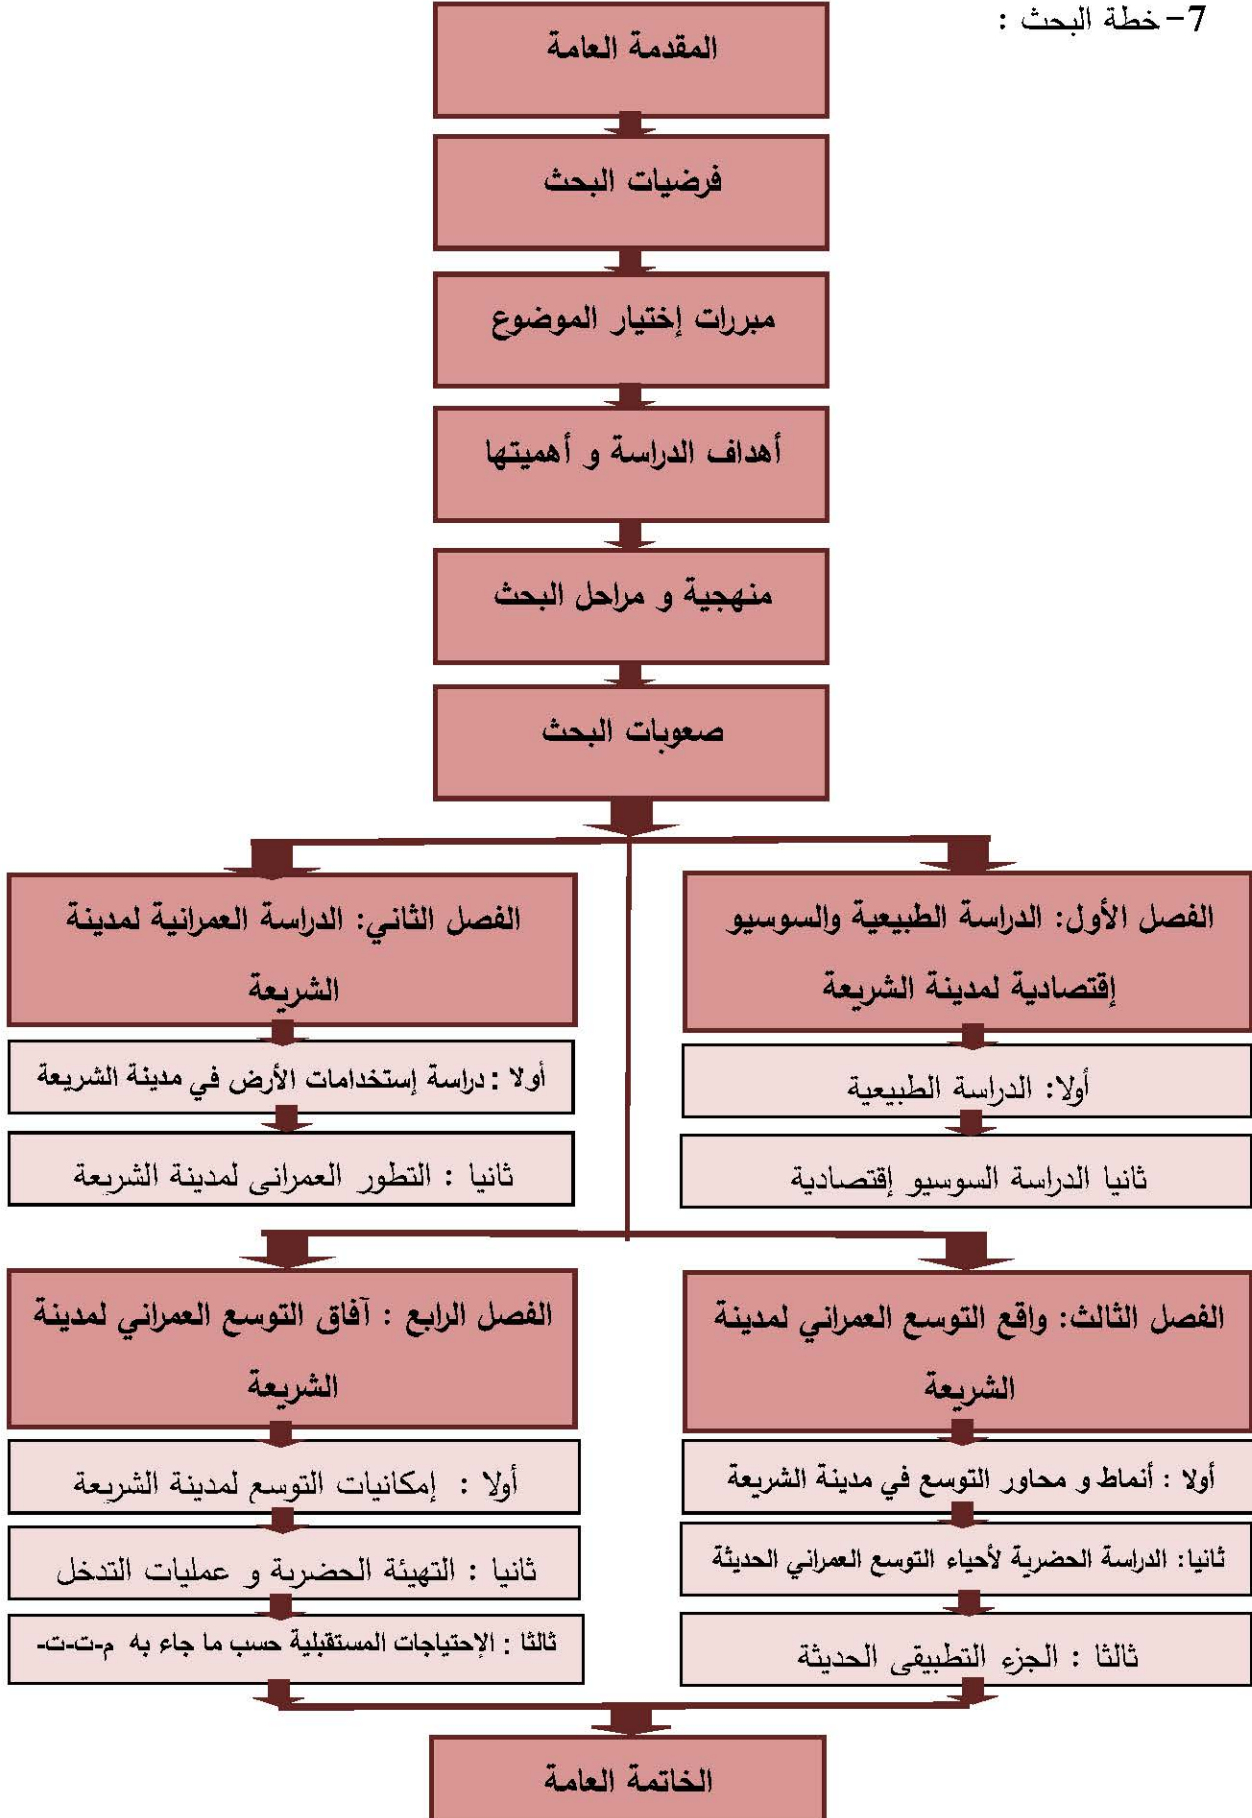 7- خطة البحث :
المقدمة العامة
فرضيات البحث
مبررات إختيار الموضوع
أهداف الدراسة و أهميتها
منهجية و مراحل البحث
صعوبات البحث
الفصل الأول: الدراسة الطبيعية والسوسيو
إقتصادية لمدينة الشريعة
أولا: الدراسة الطبيعية
ثانيا الدراسة السوسيو إقتصادية
الفصل الثاني: الدراسة العمرانية لمدينة
الشريعة
أولا : دراسة إستخدامات الأرض في مدينة الشريعة
ثانيا : التطور العمراني لمدينة الشريعة
الفصل الثالث: واقع التوسع العمراني لمدينة
الشريعة
أولا : أنماط و محاور التوسع في مدينة الشريعة
ثانيا: الدراسة الحضرية لأحياء التوسع العمراني الحديثة
ثالثا : الجزء التطبيقي الحديثة
الفصل الرابع : آفاق التوسع العمراني لمدينة
الشريعة
أولا : إمكانيات التوسع لمدينة الشريعة
ثانيا : التهيئة الحضرية و عمليات التدخل
ثالثا : الإحتياجات المستقبلية حسب ما جاء به م-ت-ت-
الخاتمة العامة